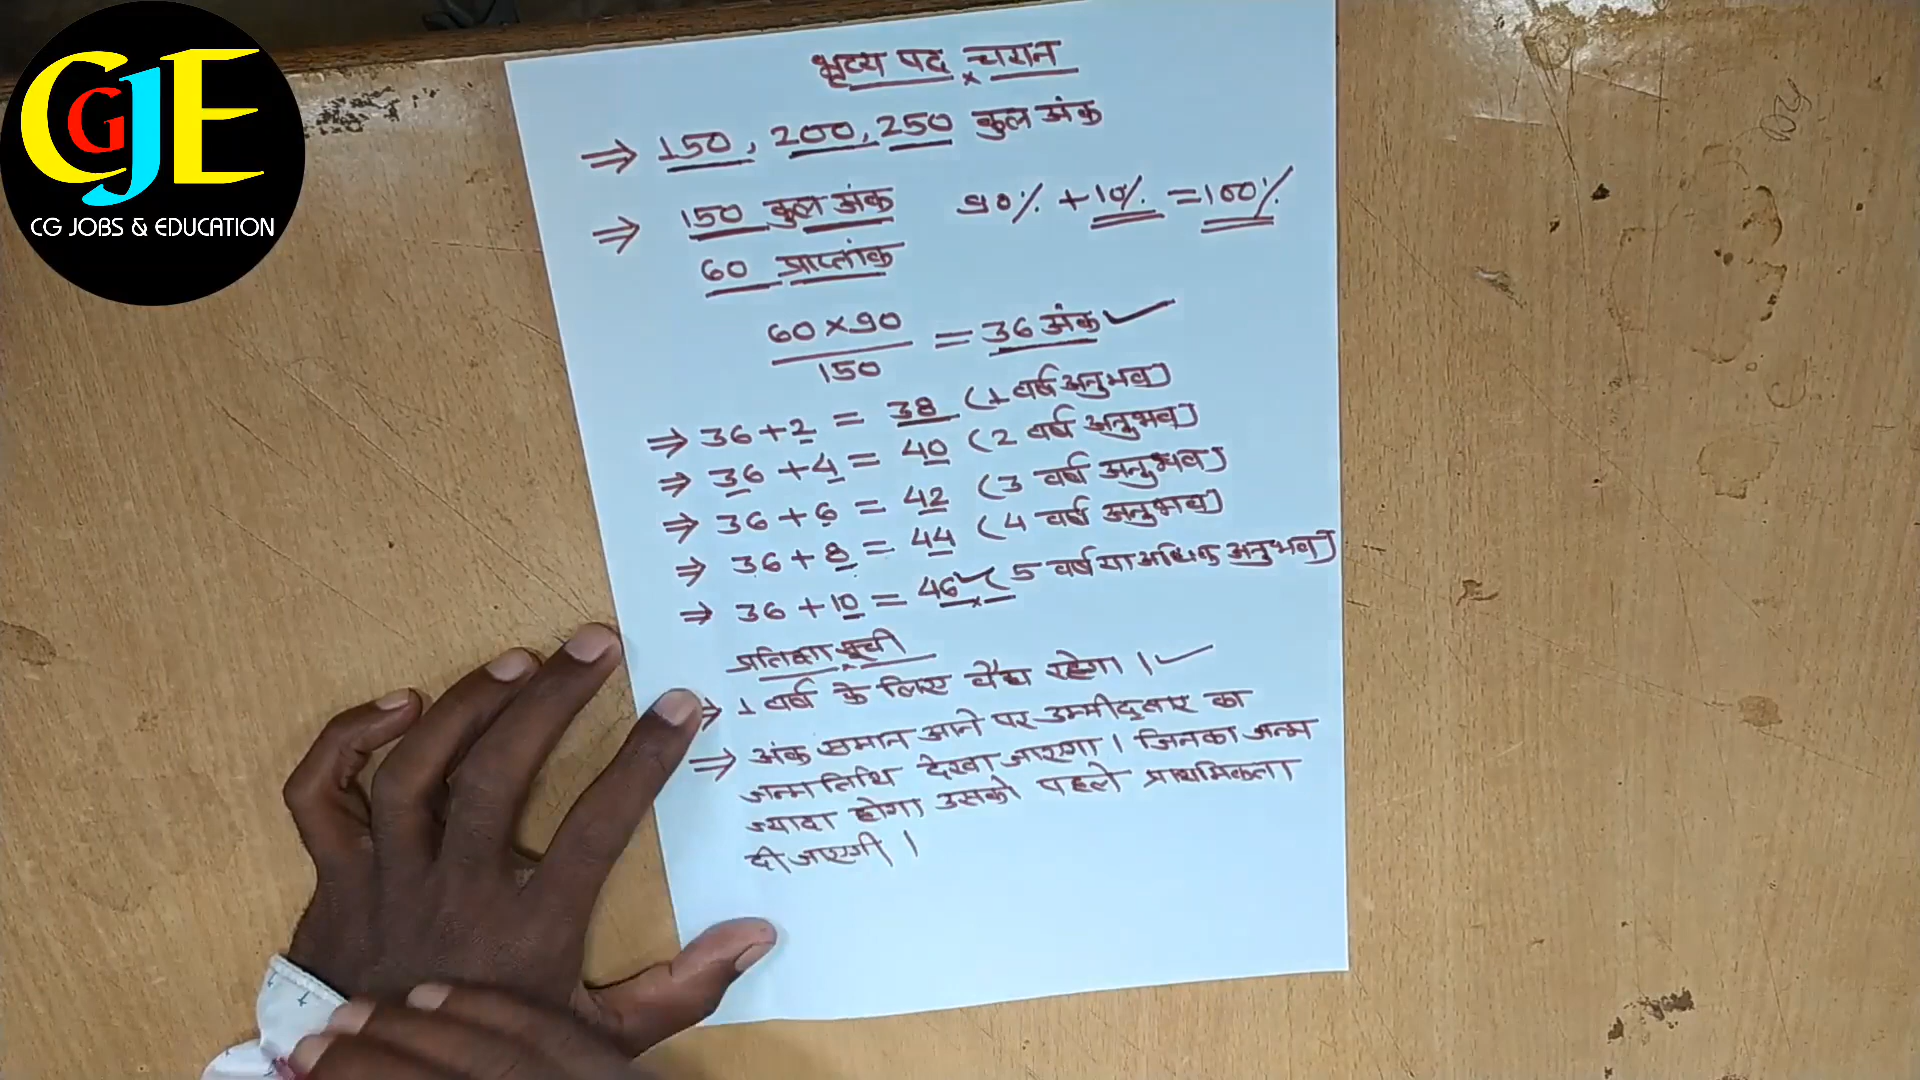 CGJE
CG JOBS & EDUCATION
भृत्य पद चयन
⇒ 150, 200, 250 कुल अंक
⇒ 150 कुल अंक 90% + 10% = 100%
60 प्राप्तांक
60 × 90 / 150 = 36 अंक ✓
⇒ 36 + 2 = 38 (1 वर्ष अनुभव)
⇒ 36 + 4 = 40 (2 वर्ष अनुभव)
⇒ 36 + 6 = 42 (3 वर्ष अनुभव)
⇒ 36 + 8 = 44 (4 वर्ष अनुभव)
⇒ 36 + 10 = 46 ✓ (5 वर्ष या अधिक अनुभव)
प्रतिक्षा सूची
⇒ 1 वर्ष के लिए वैध रहेगा। ✓
⇒ अंक समान आने पर उम्मीदवार का
जन्मतिथि देखा जाएगा। जिनका जन्म
ज्यादा होगा उसको पहले प्राथमिकता
दी जाएगी।